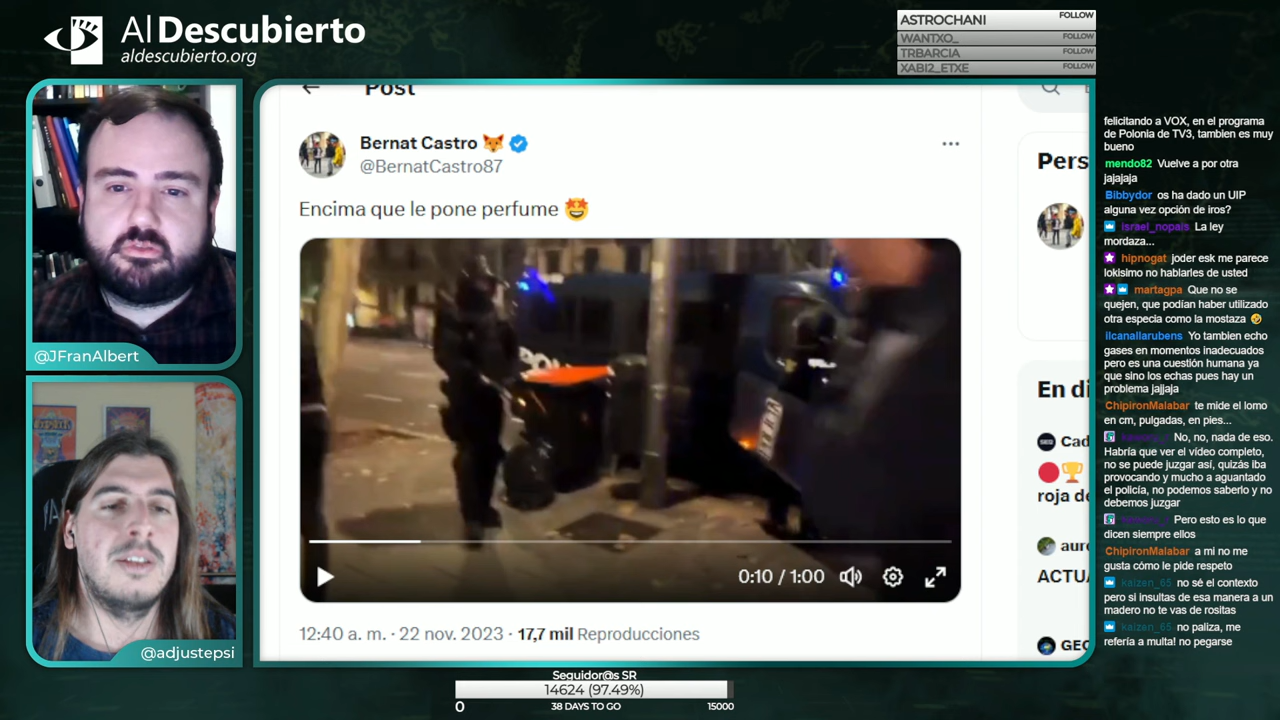 Al Descubierto
aldescubierto.org
ASTROCHANI FOLLOW
WANTXO_ FOLLOW
TRBARCIA FOLLOW
XABI2_ETXE FOLLOW
@JFranAlbert
@adjustepsi
Post
Bernat Castro
@BernatCastro87
Encima que le pone perfume
0:10 / 1:00
12:40 a. m. · 22 nov. 2023 · 17,7 mil Reproducciones
Pers
En di
Cad
roja de
aur
ACTUA
GEO
felicitando a VOX, en el programa
de Polonia de TV3, tambien es muy
bueno
mendo82 Vuelve a por otra
jajajaja
Bibbydor os ha dado un UIP
alguna vez opción de iros?
israel_nopais La ley
mordaza...
hipnogat joder esk me parece
lokisimo no hablarles de usted
martagpa Que no se
quejen, que podían haber utilizado
otra especia como la mostaza
ilcanallarubens Yo tambien echo
gases en momentos inadecuados
pero es una cuestión humana ya
que sino los echas pues hay un
problema jajjaja
ChipironMalabar te mide el lomo
en cm, pulgadas, en pies...
No, no, nada de eso.
Habría que ver el vídeo completo,
no se puede juzgar así, quizás iba
provocando y mucho a aguantado
el policía, no podemos saberlo y no
debemos juzgar
Pero esto es lo que
dicen siempre ellos
ChipironMalabar a mi no me
gusta cómo le pide respeto
kaizen_65 no sé el contexto
pero si insultas de esa manera a un
madero no te vas de rositas
kaizen_65 no paliza, me
refería a multa! no pegarse
Seguidor@s SR
14624 (97.49%)
0 38 DAYS TO GO 15000